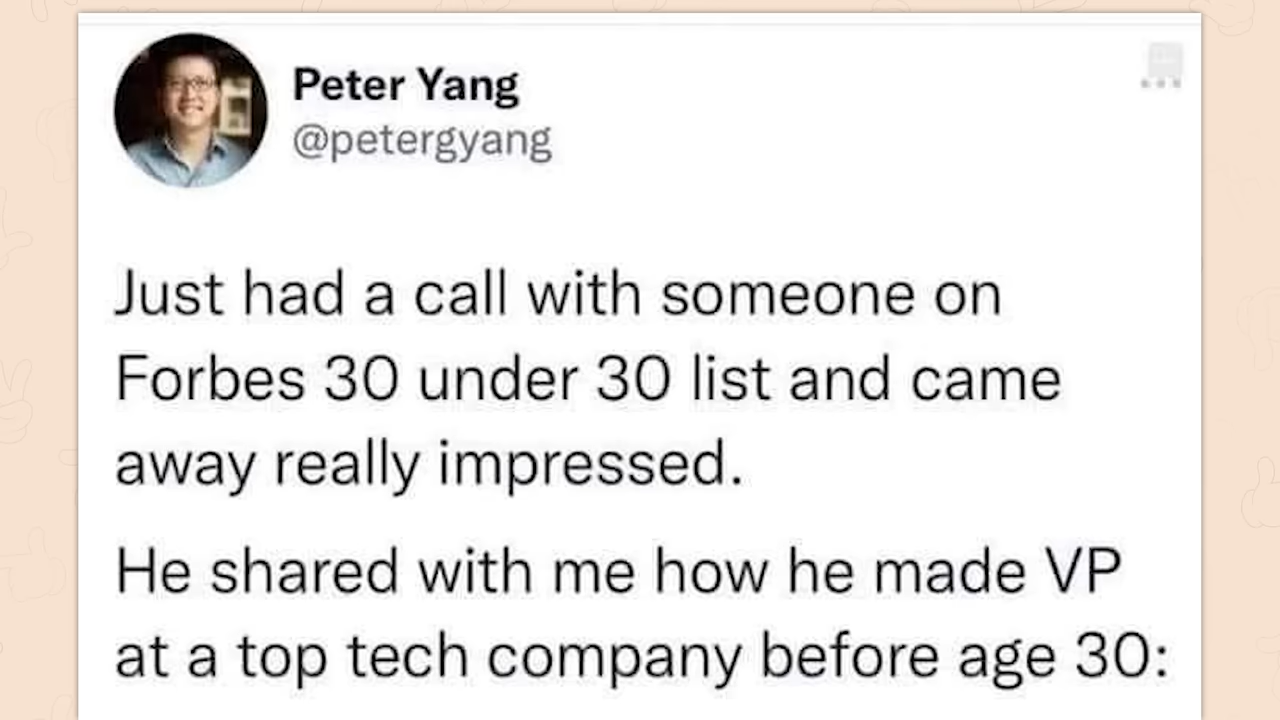 Peter Yang
@petergyang
Just had a call with someone on
Forbes 30 under 30 list and came
away really impressed.
He shared with me how he made VP
at a top tech company before age 30: